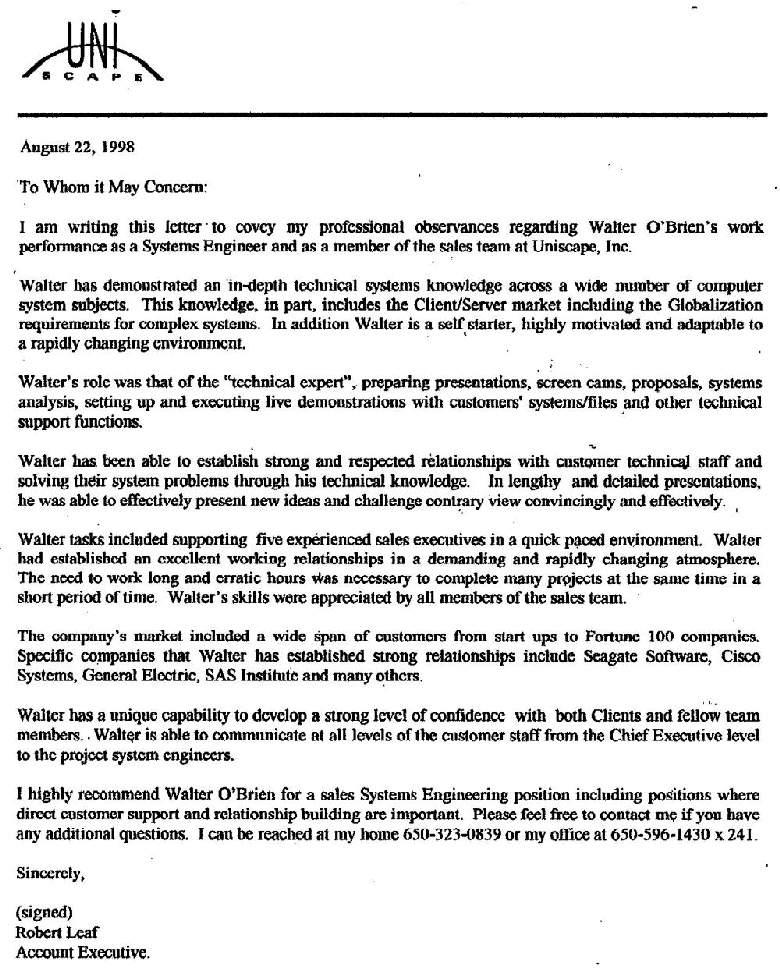 UNI
SCAPE
August 22, 1998
To Whom it May Concern:
I am writing this letter to covey my professional observances regarding Walter O'Brien's work
performance as a Systems Engineer and as a member of the sales team at Uniscape, Inc.
Walter has demonstrated an in-depth technical systems knowledge across a wide number of computer
system subjects. This knowledge, in part, includes the Client/Server market including the Globalization
requirements for complex systems. In addition Walter is a self starter, highly motivated and adaptable to
a rapidly changing environment.
Walter's role was that of the "technical expert", preparing presentations, screen cams, proposals, systems
analysis, setting up and executing live demonstrations with customers' systems/files and other technical
support functions.
Walter has been able to establish strong and respected relationships with customer technical staff and
solving their system problems through his technical knowledge. In lengthy and detailed presentations,
he was able to effectively present new ideas and challenge contrary view convincingly and effectively.
Walter tasks included supporting five experienced sales executives in a quick paced environment. Walter
had established an excellent working relationships in a demanding and rapidly changing atmosphere.
The need to work long and erratic hours was necessary to complete many projects at the same time in a
short period of time. Walter's skills were appreciated by all members of the sales team.
The company's market included a wide span of customers from start ups to Fortune 100 companies.
Specific companies that Walter has established strong relationships include Seagate Software, Cisco
Systems, General Electric, SAS Institute and many others.
Walter has a unique capability to develop a strong level of confidence with both Clients and fellow team
members. Walter is able to communicate at all levels of the customer staff from the Chief Executive level
to the project system engineers.
I highly recommend Walter O'Brien for a sales Systems Engineering position including positions where
direct customer support and relationship building are important. Please feel free to contact me if you have
any additional questions. I can be reached at my home 650-323-0839 or my office at 650-596-1430 x 241.
Sincerely,
(signed)
Robert Leaf
Account Executive.